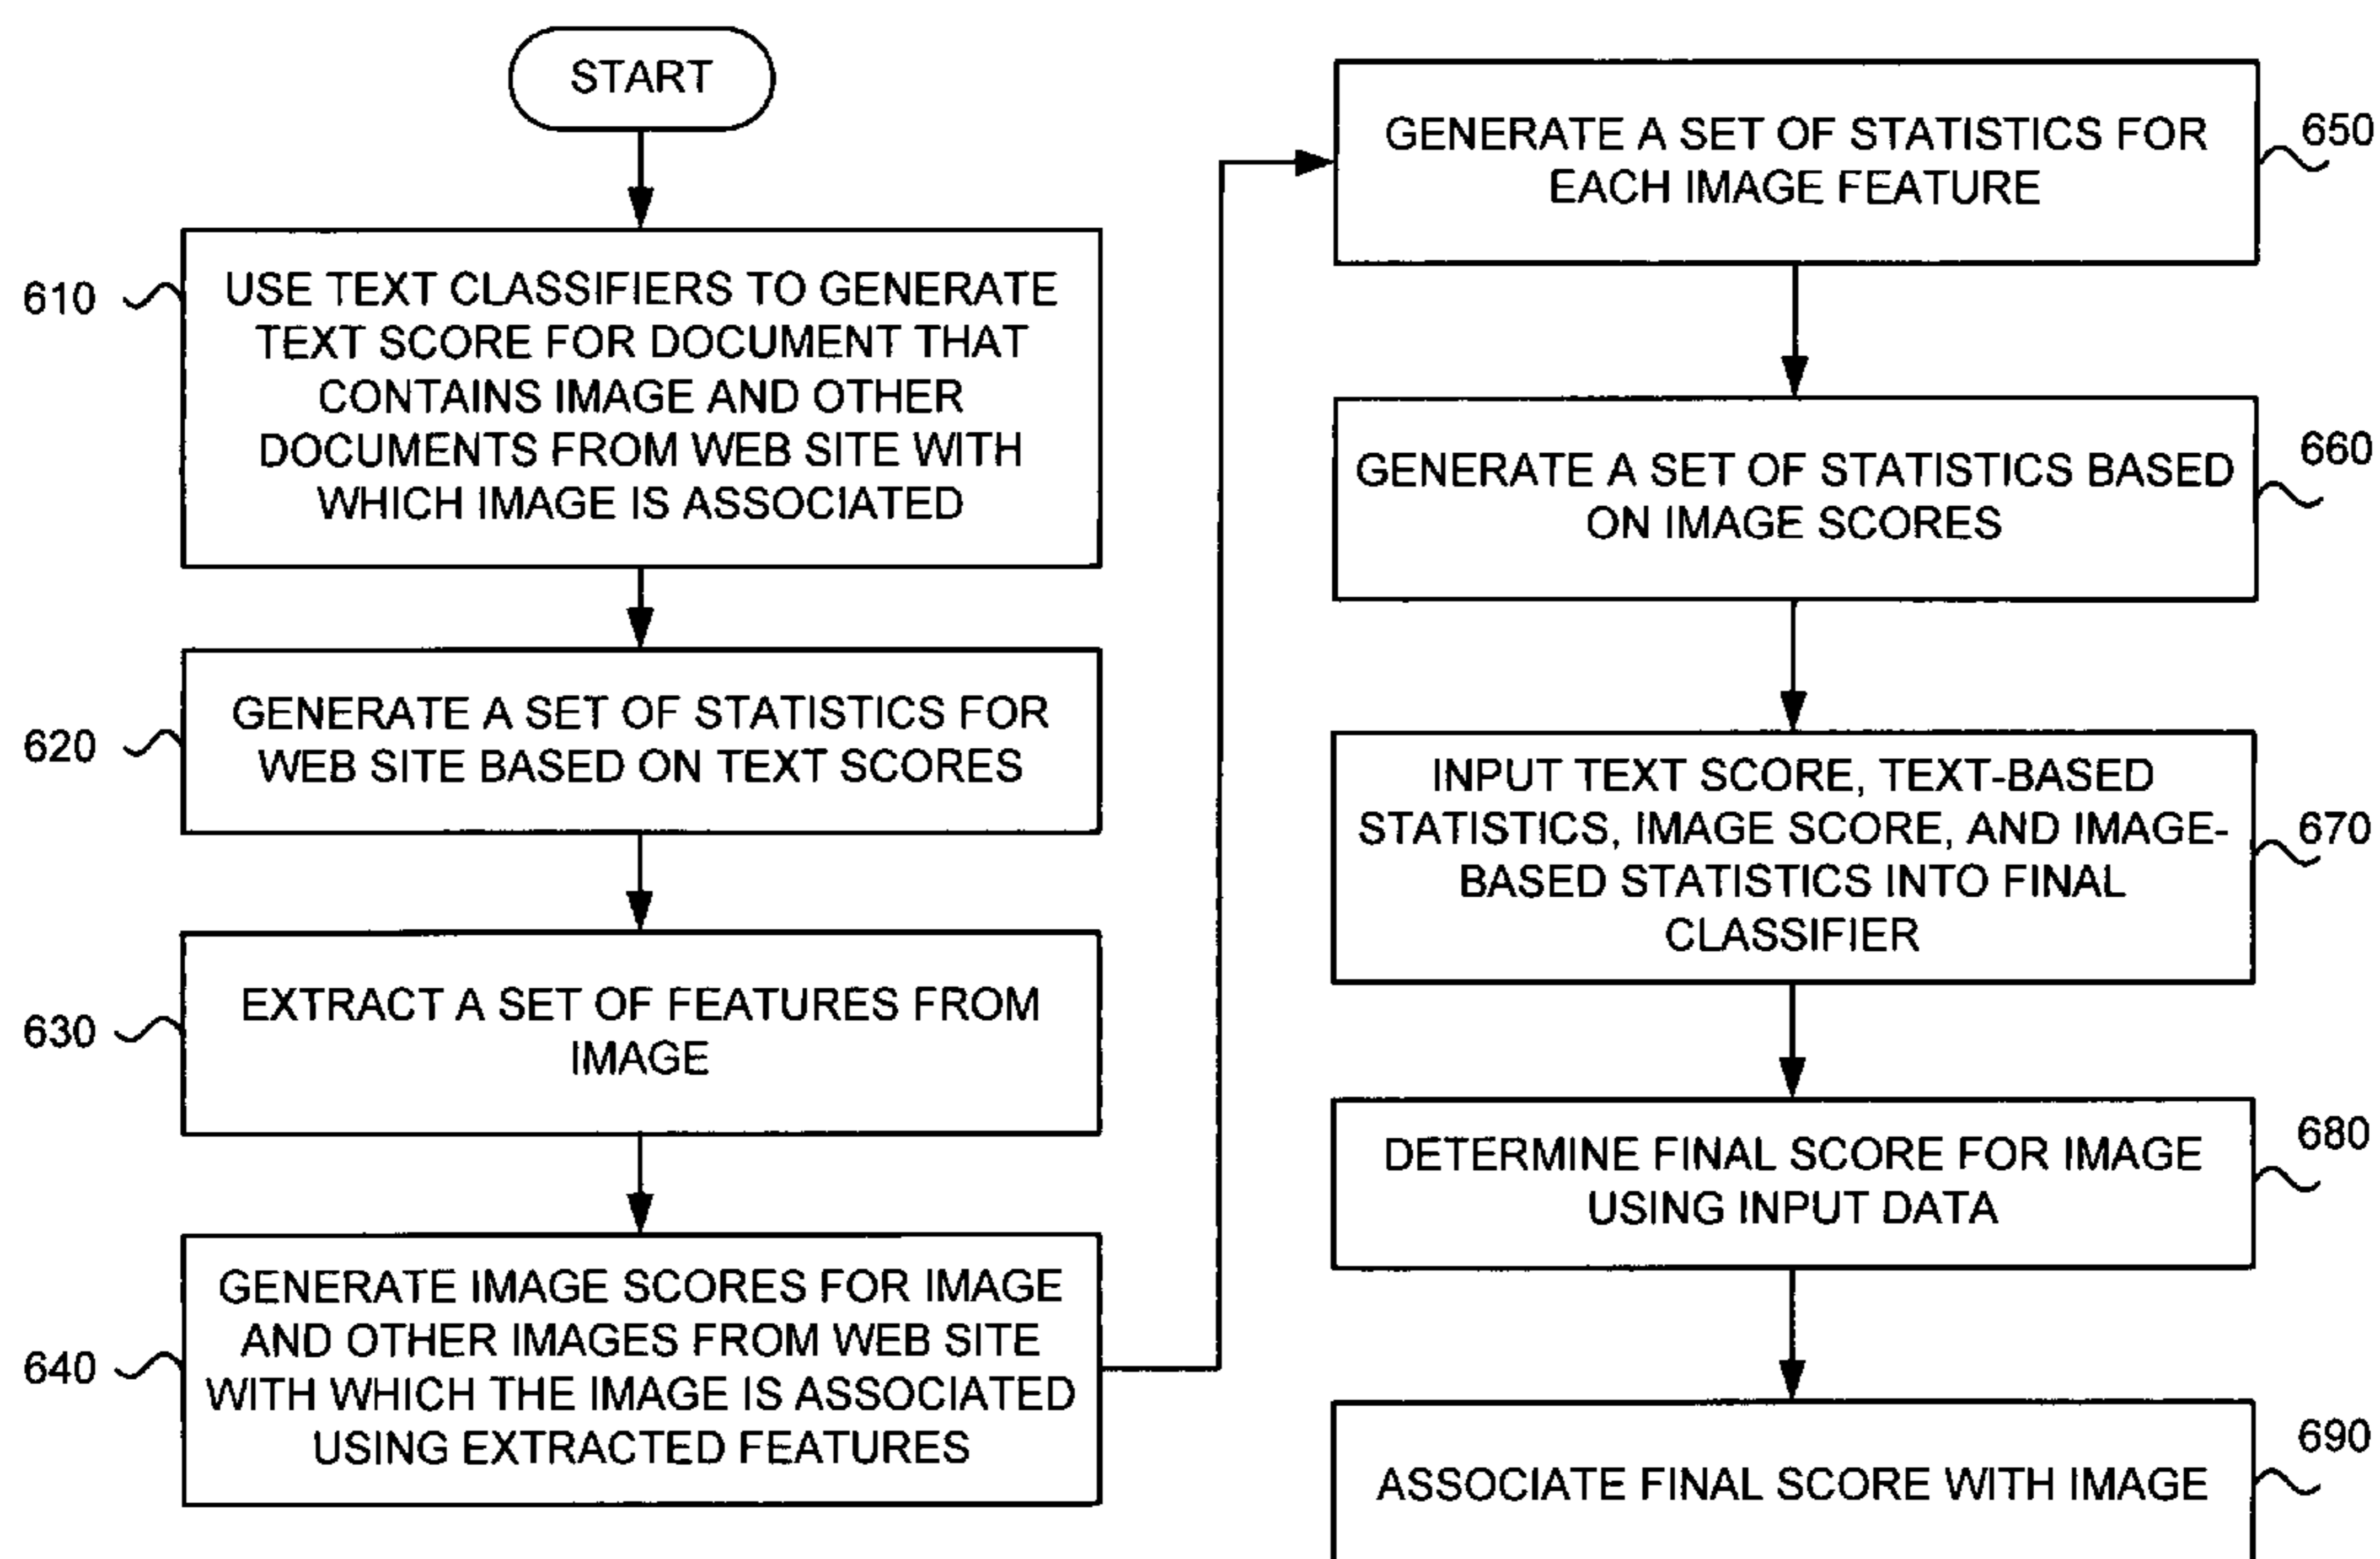 START
610
USE TEXT CLASSIFIERS TO GENERATE
TEXT SCORE FOR DOCUMENT THAT
CONTAINS IMAGE AND OTHER
DOCUMENTS FROM WEB SITE WITH
WHICH IMAGE IS ASSOCIATED
620
GENERATE A SET OF STATISTICS FOR
WEB SITE BASED ON TEXT SCORES
630
EXTRACT A SET OF FEATURES FROM
IMAGE
640
GENERATE IMAGE SCORES FOR IMAGE
AND OTHER IMAGES FROM WEB SITE
WITH WHICH THE IMAGE IS ASSOCIATED
USING EXTRACTED FEATURES
GENERATE A SET OF STATISTICS FOR
EACH IMAGE FEATURE
650
GENERATE A SET OF STATISTICS BASED
ON IMAGE SCORES
660
INPUT TEXT SCORE, TEXT-BASED
STATISTICS, IMAGE SCORE, AND IMAGE-
BASED STATISTICS INTO FINAL
CLASSIFIER
670
DETERMINE FINAL SCORE FOR IMAGE
USING INPUT DATA
680
ASSOCIATE FINAL SCORE WITH IMAGE
690